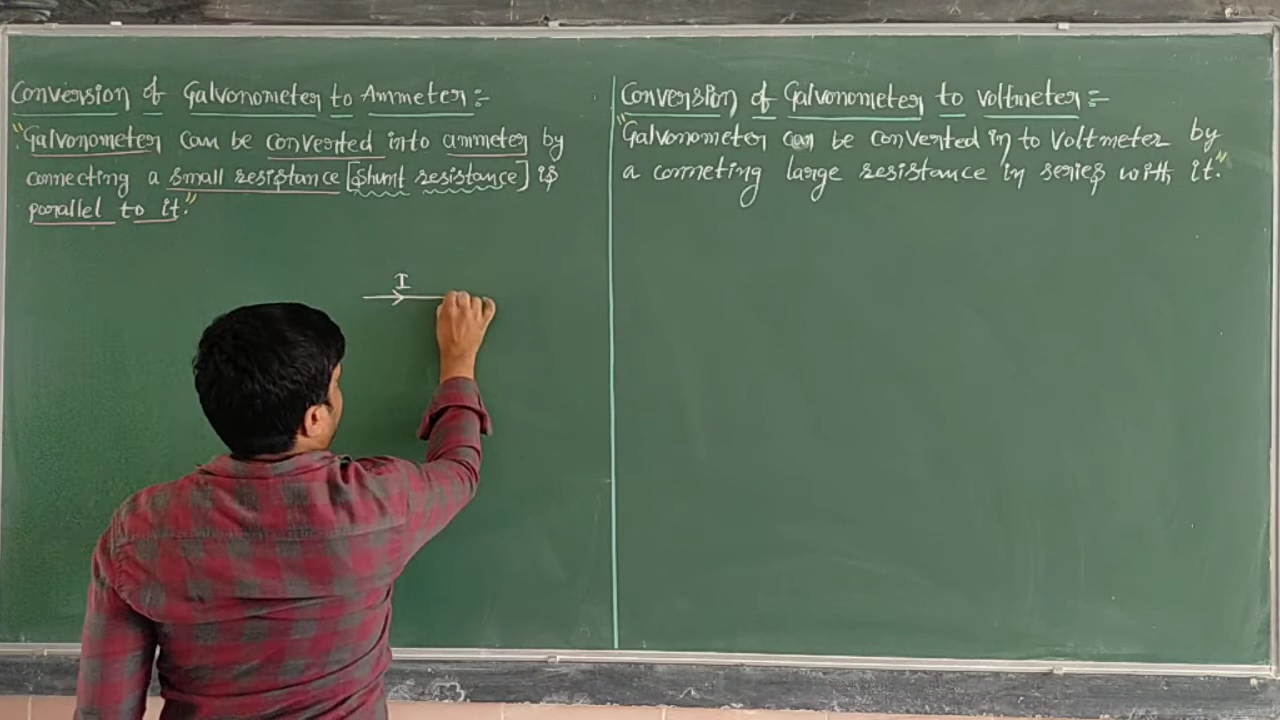 Conversion of Galvonometer to Ammeter :-
"Galvonometer can be converted into ammeter by
connecting a small resistance [shunt resistance] is
parallel to it."
I
Conversion of Galvonometer to Voltmeter :-
"Galvonometer can be converted in to Voltmeter by
a conneting large resistance in series with it."